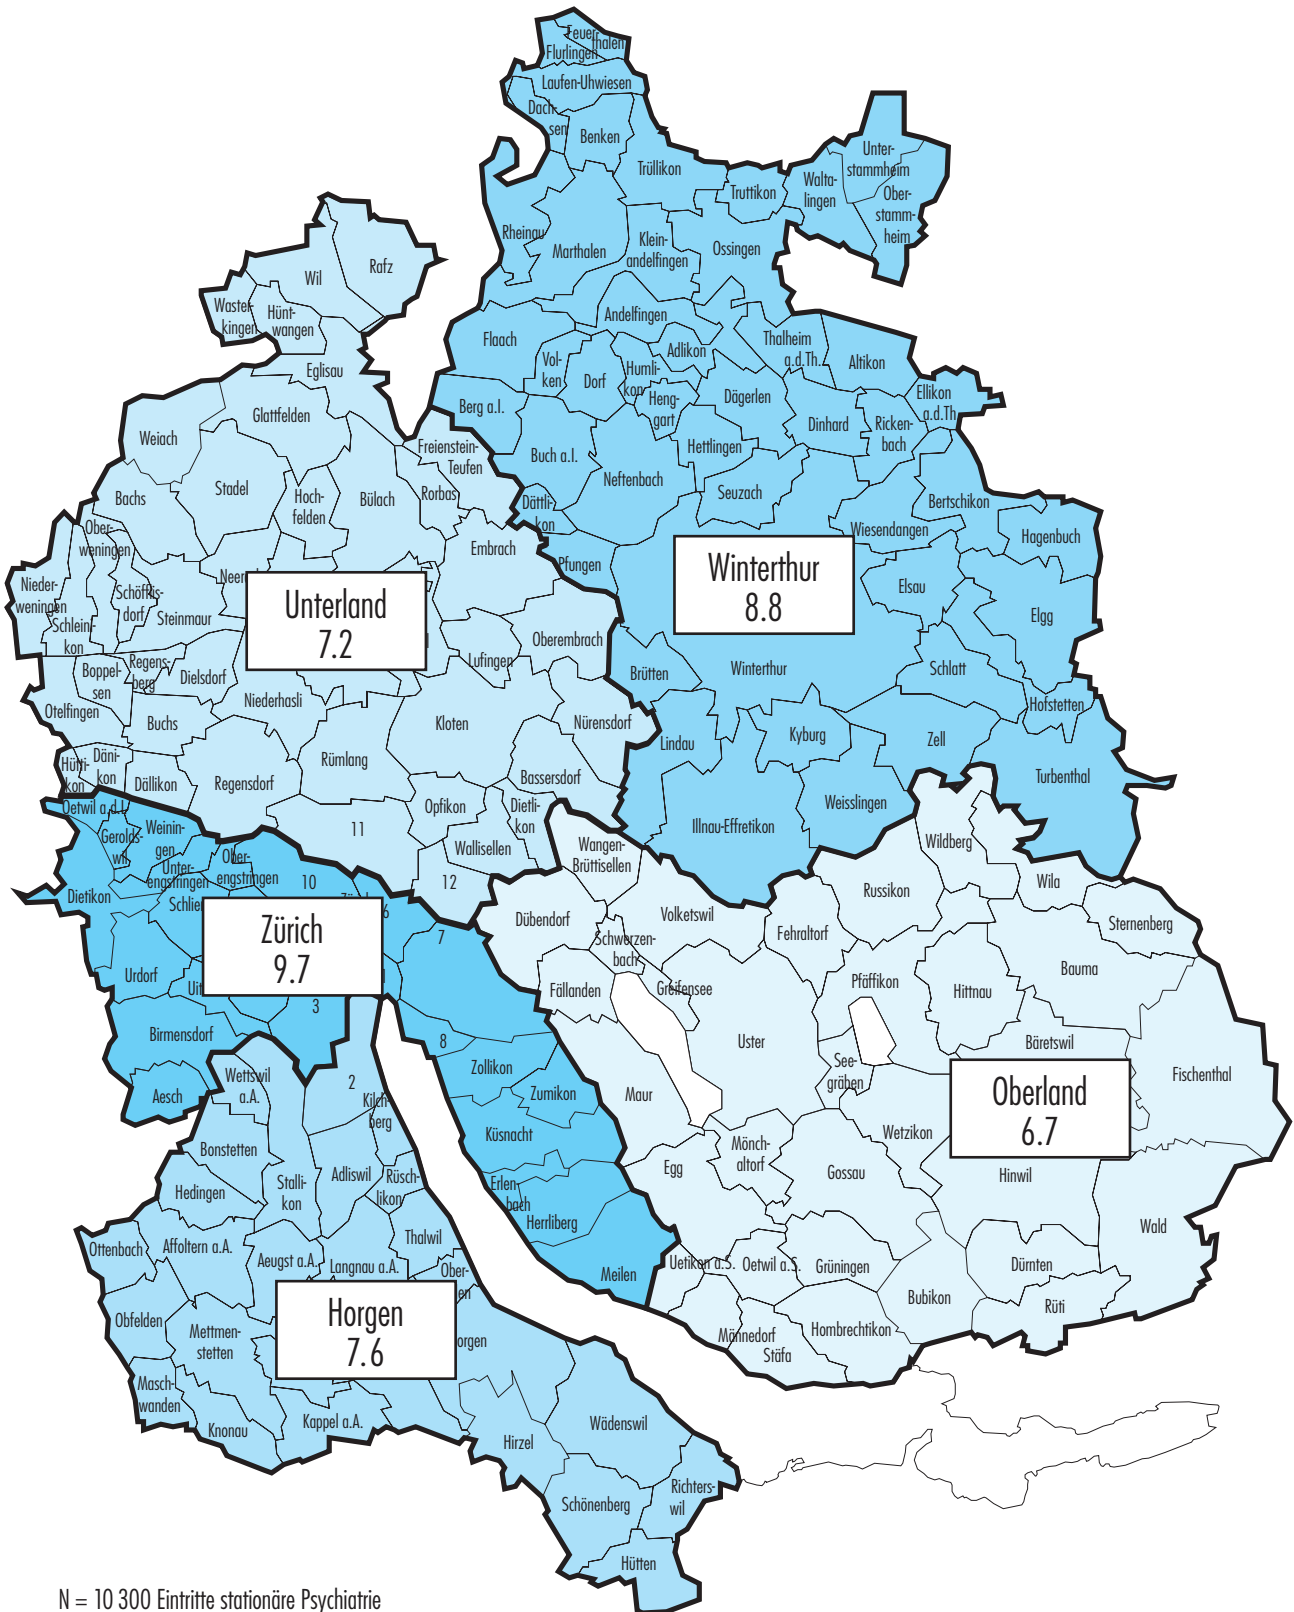 Feuer-
thalen
Flurlingen
Laufen-Uhwiesen
Dach-
sen
Benken
Trüllikon
Truttikon
Unter-
stammheim
Walta-
lingen
Ober-
stamm-
heim
Rheinau
Marthalen
Klein-
andelfingen
Ossingen
Rafz
Wil
Waster-
kingen
Hünt-
wangen
Andelfingen
Flaach
Vol-
ken
Dorf
Humli-
kon
Adlikon
Thalheim
a.d.Th.
Altikon
Ellikon
a.d.Th
Eglisau
Glattfelden
Berg a.I.
Heng-
gart
Dägerlen
Dinhard
Ricken-
bach
Weiach
Freienstein-
Teufen
Buch a.I.
Hettlingen
Stadel
Bachs
Hoch-
felden
Bülach
Rorbas
Neftenbach
Seuzach
Bertschikon
Dättli-
kon
Wiesendangen
Hagenbuch
Ober-
weningen
Embrach
Pfungen
Winterthur
8.8
Elsau
Elgg
Nieder-
weningen
Schöfflis-
dorf
Steinmaur
Schleini-
kon
Unterland
7.2
Oberembrach
Lufingen
Brütten
Winterthur
Schlatt
Hofstetten
Regens-
berg
Boppel-
sen
Dielsdorf
Otelfingen
Buchs
Niederhasli
Kloten
Nürensdorf
Lindau
Kyburg
Zell
Turbenthal
Hütti-
kon
Däni-
kon
Dällikon
Regensdorf
Rümlang
Bassersdorf
Opfikon
Dietli-
kon
Weisslingen
Illnau-Effretikon
11
Wallisellen
12
Oetwil a.d.L
Gerolds-
wil
Weinin-
gen
Unter-
engstringen
Ober-
engstringen
10
6
7
Dietikon
Schlier
Zürich
9.7
Urdorf
Uit
3
8
Birmensdorf
Aesch
Zollikon
Zumikon
Küsnacht
Erlen-
bach
Herrliberg
Meilen
Wangen-
Brüttisellen
Wildberg
Wila
Russikon
Sternenberg
Dübendorf
Volketswil
Fehraltorf
Schwerzen-
bach
Bauma
Pfäffikon
Hittnau
Fällanden
Greifensee
Uster
Bäretswil
See-
gräben
Fischenthal
Maur
Oberland
6.7
Wetzikon
Mönch-
altorf
Egg
Gossau
Hinwil
Wald
Uetikon a.S.
Oetwil a.S.
Grüningen
Dürnten
Bubikon
Rüti
Männedorf
Hombrechtikon
Stäfa
Wettswil
a.A.
2
Kilch-
berg
Bonstetten
Stalli-
kon
Adliswil
Rüsch-
likon
Hedingen
Thalwil
Ottenbach
Affoltern a.A.
Aeugst a.A.
Langnau a.A.
Ober-
en
Obfelden
Horgen
7.6
orgen
Mettmen-
stetten
Masch-
wanden
Knonau
Kappel a.A.
Hirzel
Wädenswil
Schönenberg
Richters-
wil
Hütten
N = 10 300 Eintritte stationäre Psychiatrie